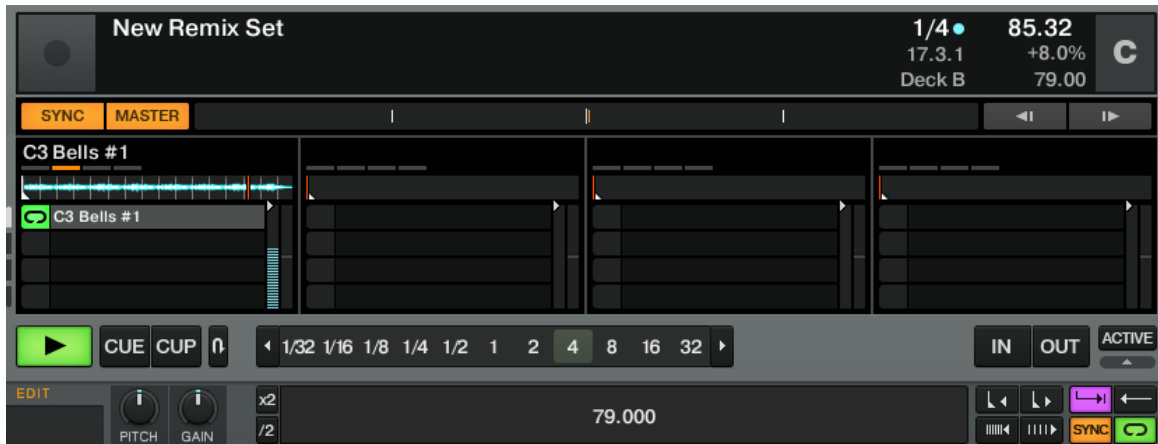 New Remix Set 1/4 85.32
17.3.1 +8.0% C
Deck B 79.00
SYNC MASTER
C3 Bells #1
C3 Bells #1
CUE CUP 1/32 1/16 1/8 1/4 1/2 1 2 4 8 16 32 IN OUT ACTIVE
EDIT
x2
79.000
/2 SYNC
PITCH GAIN